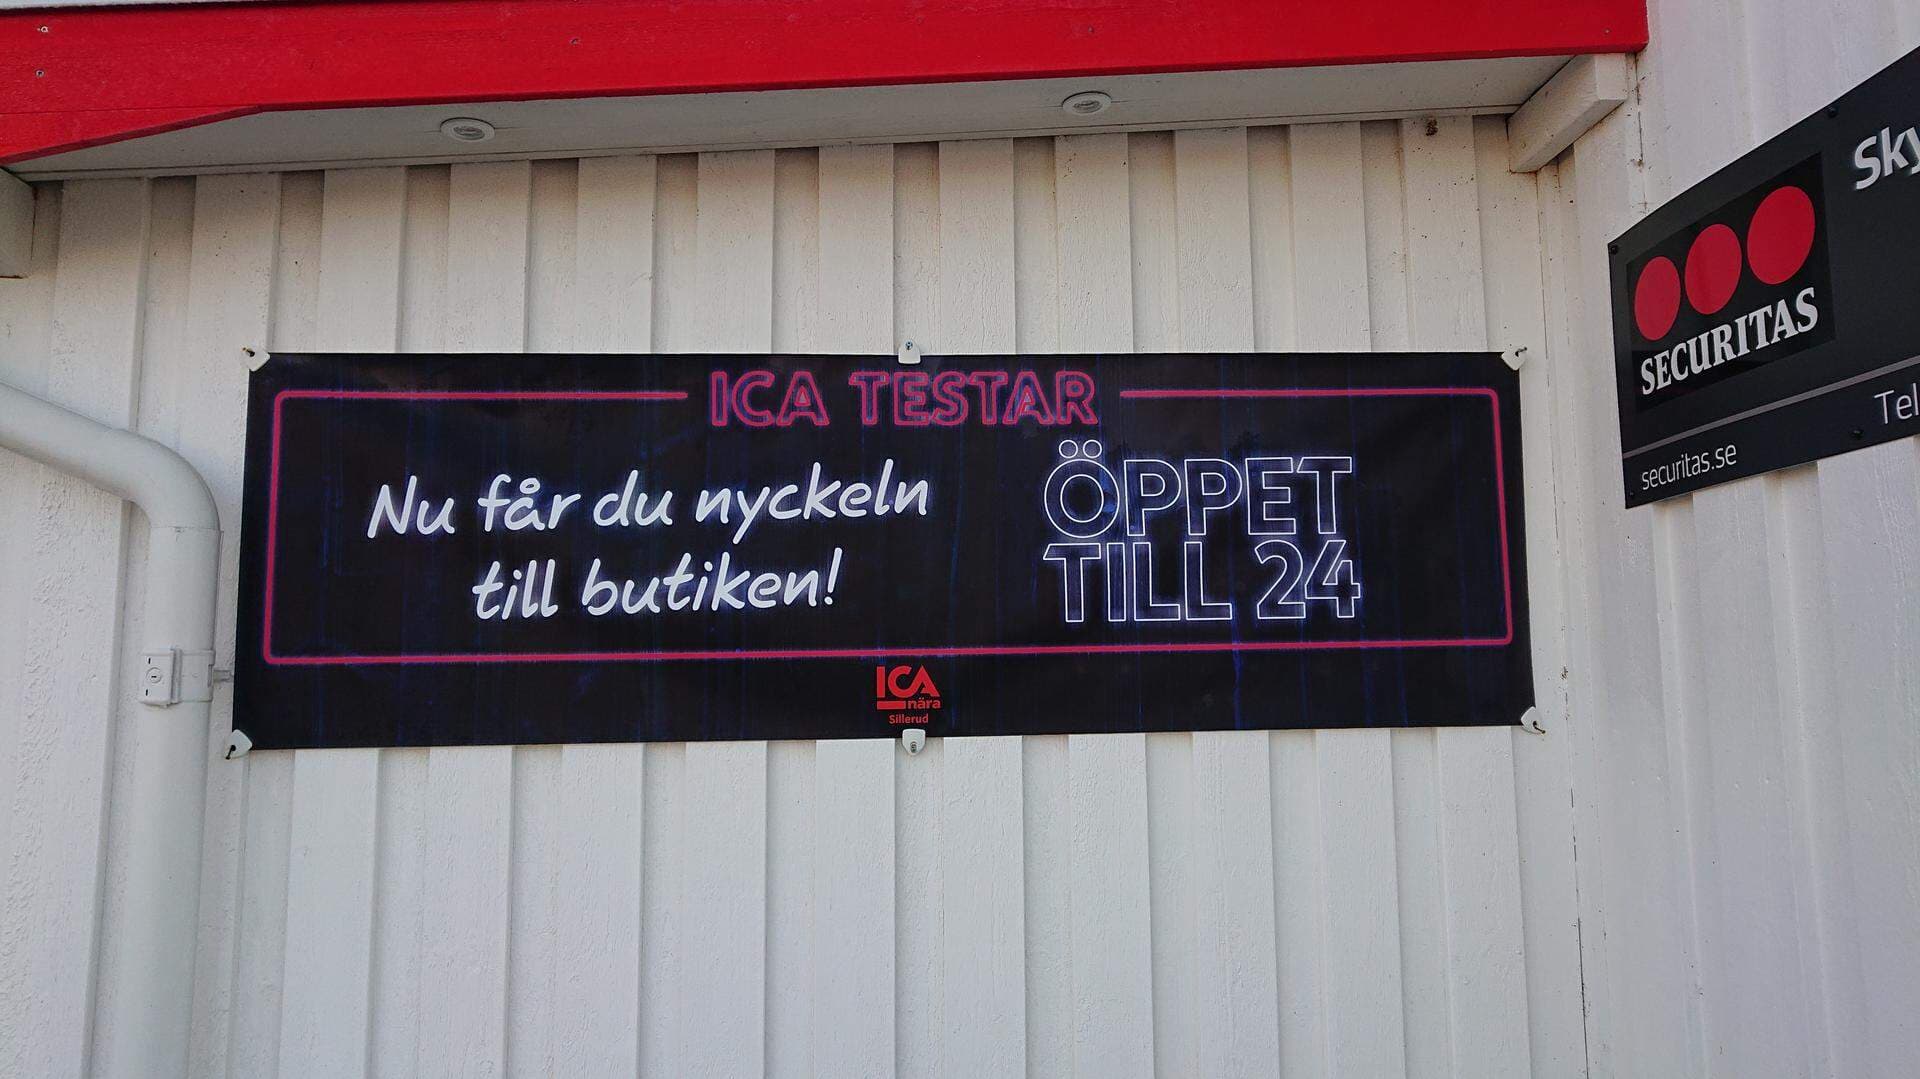 ICA TESTAR
Nu får du nyckeln
till butiken!
ÖPPET
TILL 24
ICA
nära
Sillerud
SECURITAS
securitas.se